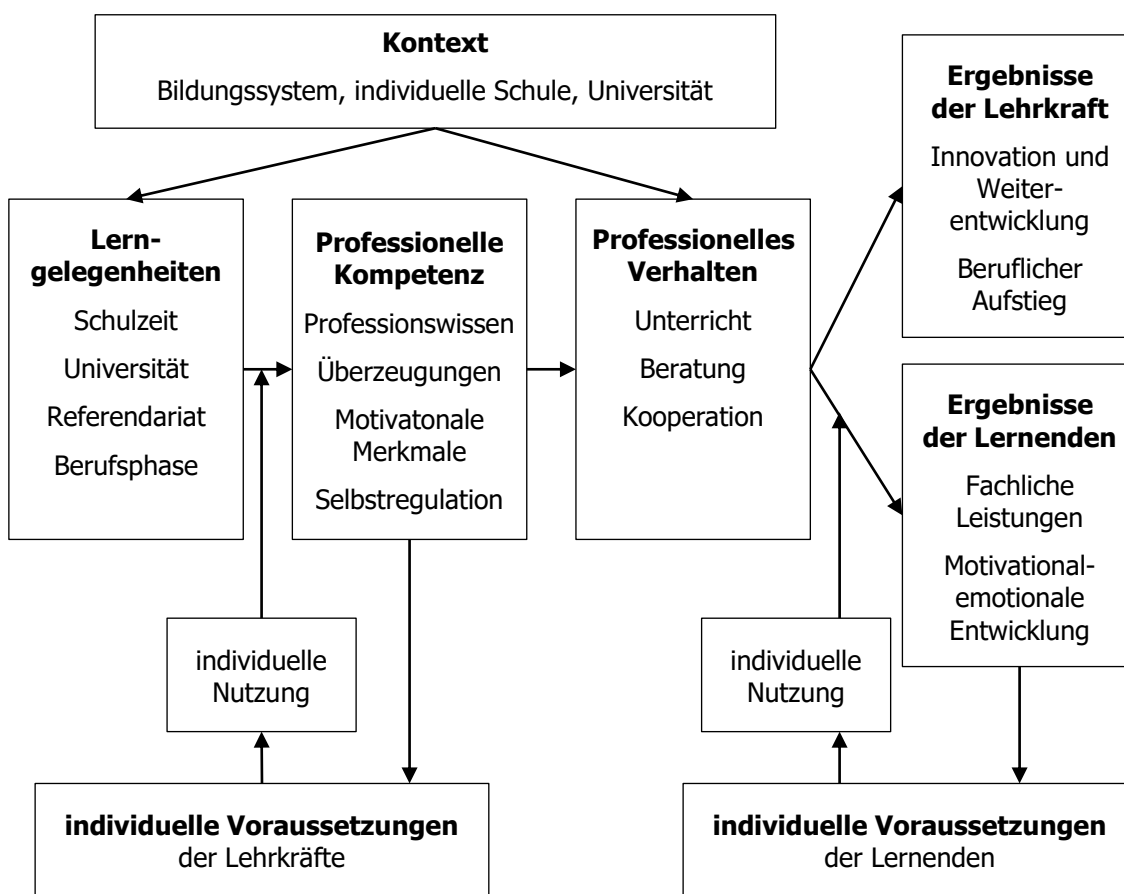 Kontext
Bildungssystem, individuelle Schule, Universität
Ergebnisse
der Lehrkraft
Innovation und
Weiter-
entwicklung
Beruflicher
Aufstieg
Lern-
gelegenheiten
Schulzeit
Universität
Referendariat
Berufsphase
Professionelle
Kompetenz
Professionswissen
Überzeugungen
Motivatonale
Merkmale
Selbstregulation
Professionelles
Verhalten
Unterricht
Beratung
Kooperation
Ergebnisse
der Lernenden
Fachliche
Leistungen
Motivational-
emotionale
Entwicklung
individuelle
Nutzung
individuelle
Nutzung
individuelle Voraussetzungen
der Lehrkräfte
individuelle Voraussetzungen
der Lernenden